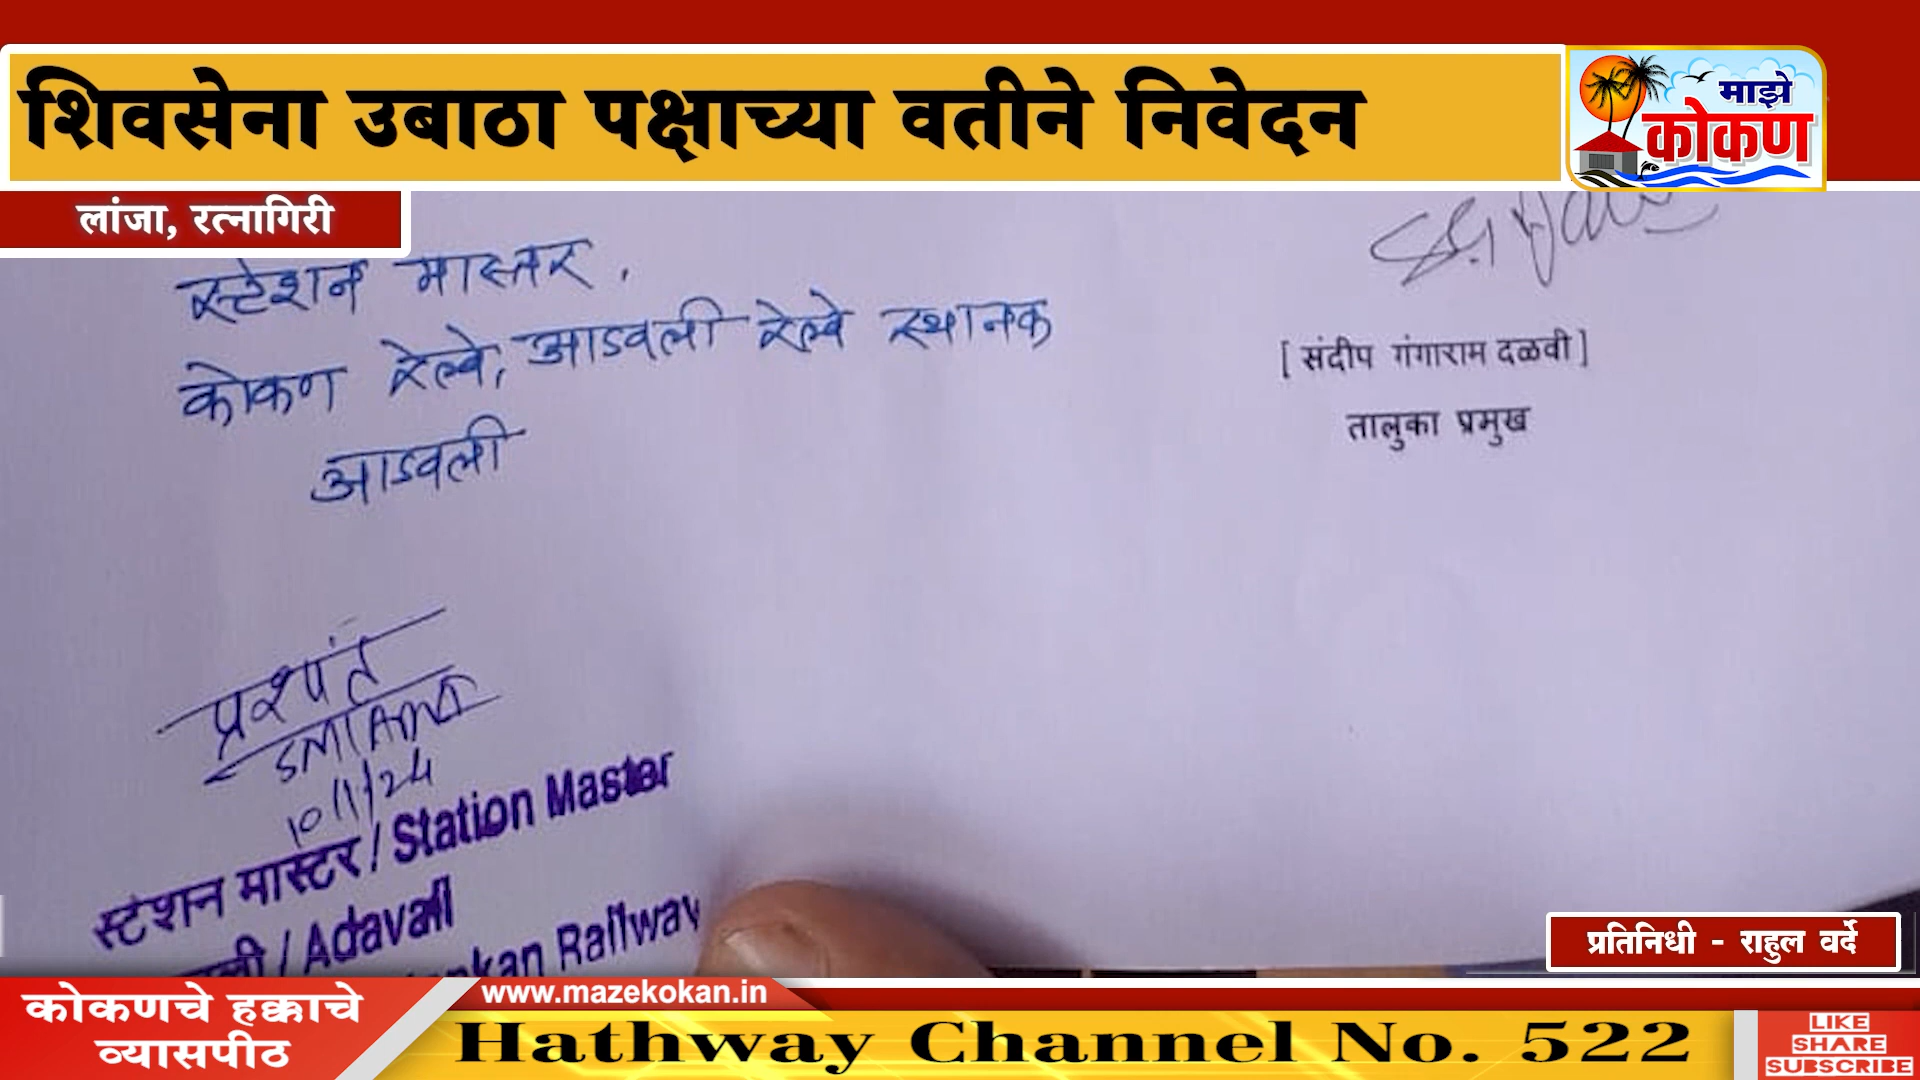 शिवसेना उबाठा पक्षाच्या वतीने निवेदन
माझे
कोकण
लांजा, रत्नागिरी
स्टेशन मास्तर,
कोकण रेल्वे, आडवली रेल्वे स्थानक
आडवली
[संदीप गंगाराम दळवी]
तालुका प्रमुख
प्रशांत
10/1/24
स्टेशन मास्टर / Station Master
/ Adavali
Railway
प्रतिनिधी - राहुल वर्दे
कोकणचे हक्काचे
व्यासपीठ
www.mazekokan.in
Hathway Channel No. 522
LIKE
SHARE
SUBSCRIBE